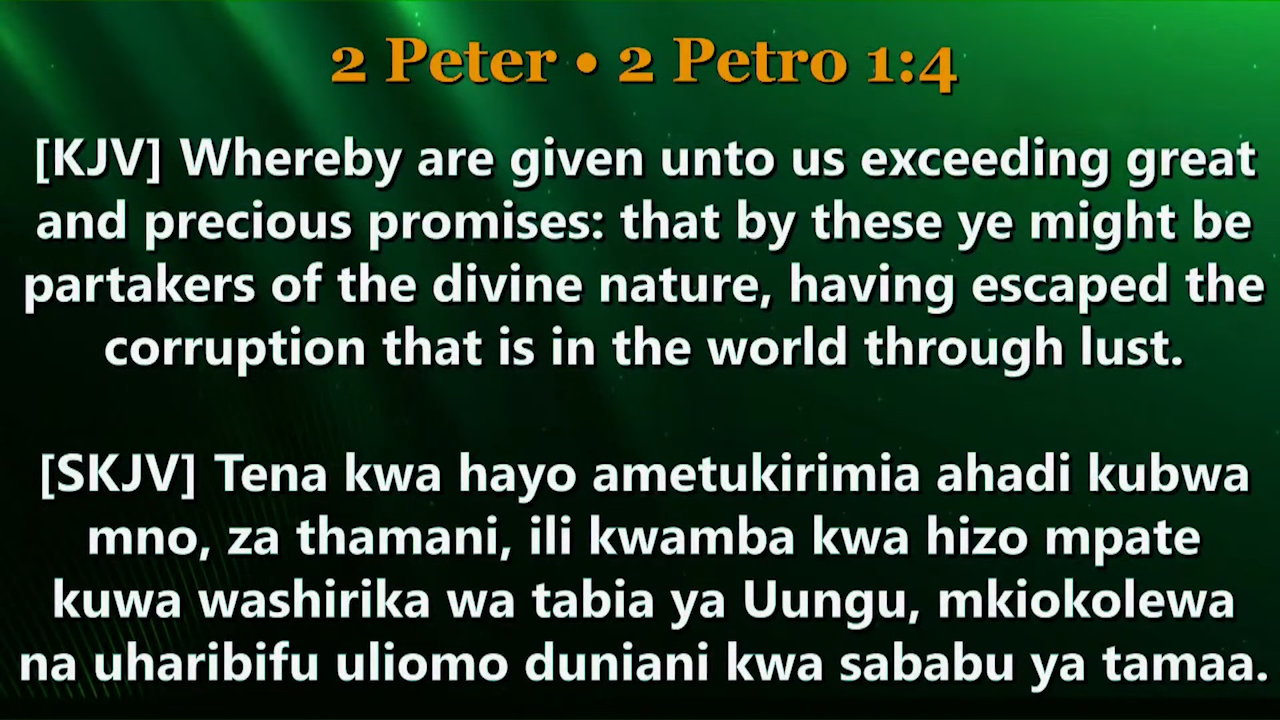 2 Peter • 2 Petro 1:4
[KJV] Whereby are given unto us exceeding great
and precious promises: that by these ye might be
partakers of the divine nature, having escaped the
corruption that is in the world through lust.
[SKJV] Tena kwa hayo ametukirimia ahadi kubwa
mno, za thamani, ili kwamba kwa hizo mpate
kuwa washirika wa tabia ya Uungu, mkiokolewa
na uharibifu uliomo duniani kwa sababu ya tamaa.